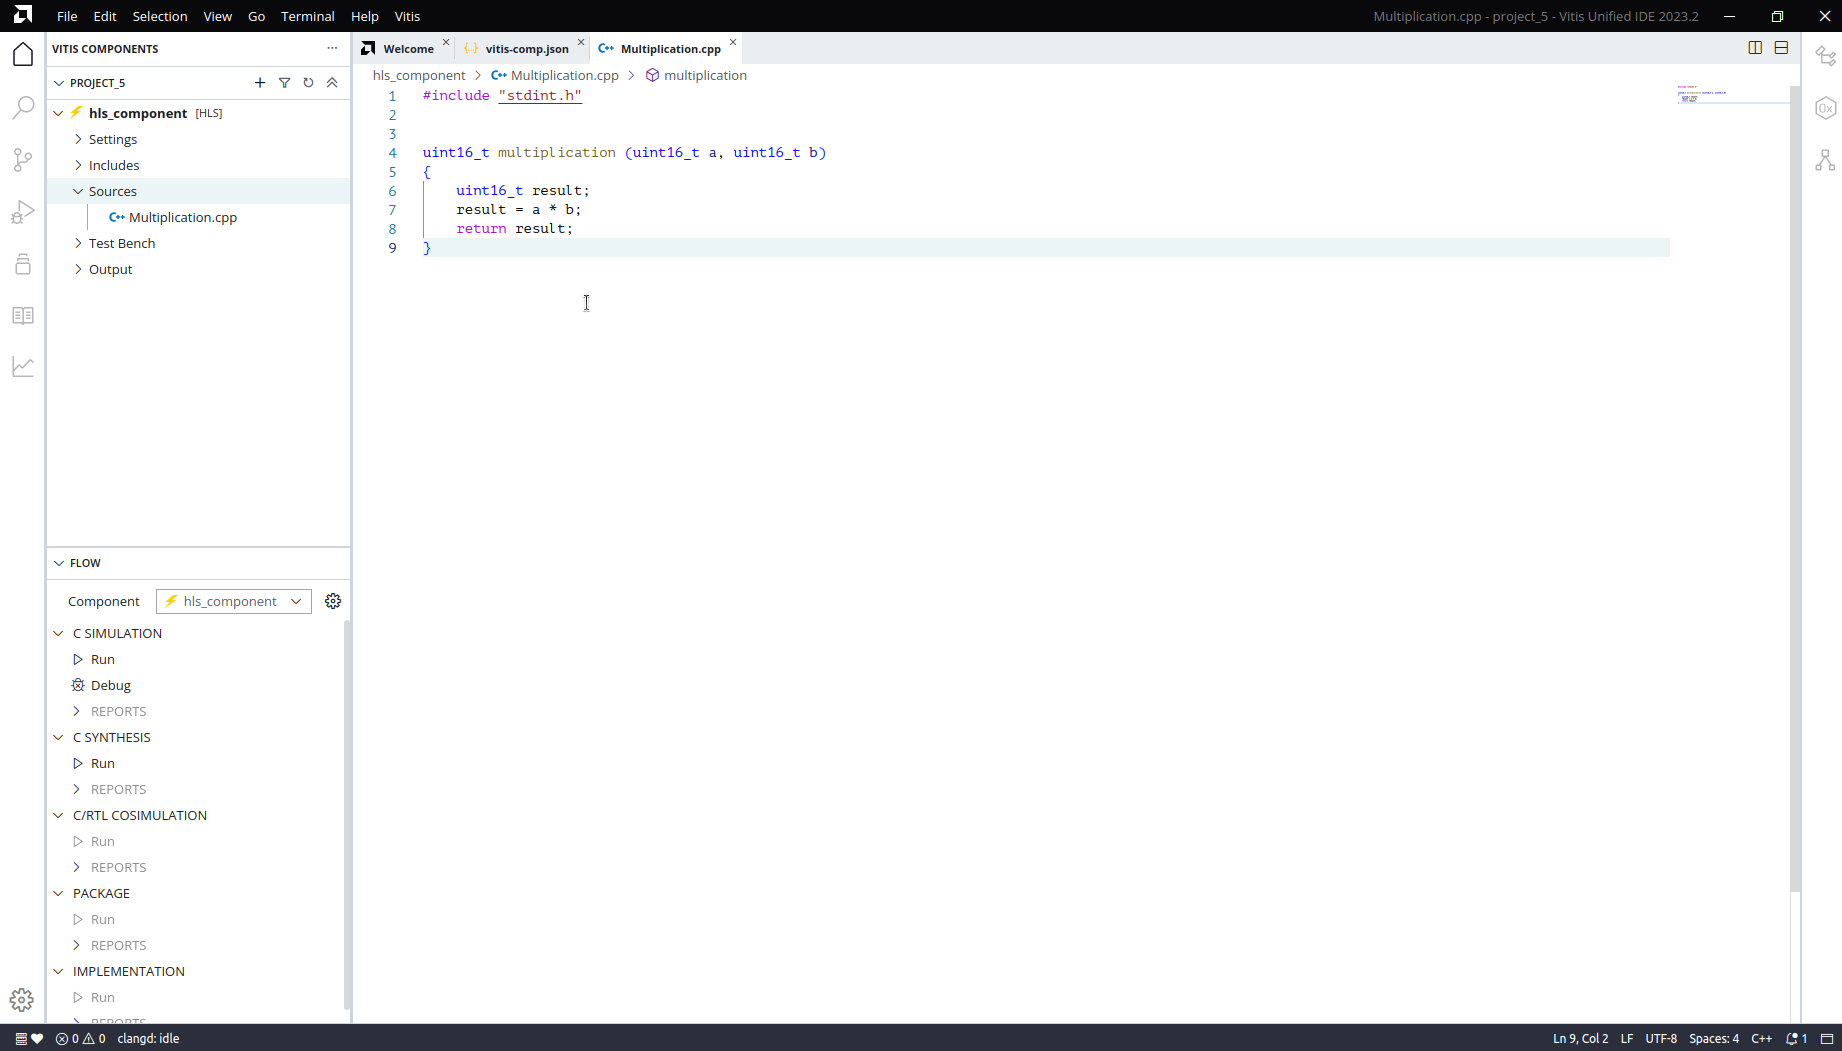 File Edit Selection View Go Terminal Help Vitis
Multiplication.cpp - project_5 - Vitis Unified IDE 2023.2
VITIS COMPONENTS
PROJECT_5
hls_component [HLS]
Settings
Includes
Sources
C++ Multiplication.cpp
Test Bench
Output
FLOW
Component hls_component
C SIMULATION
Run
Debug
REPORTS
C SYNTHESIS
Run
REPORTS
C/RTL COSIMULATION
Run
REPORTS
PACKAGE
Run
REPORTS
IMPLEMENTATION
Run
REPORTS
Welcome vitis-comp.json C++ Multiplication.cpp
hls_component > C++ Multiplication.cpp > multiplication
1 #include "stdint.h"
2
3
4 uint16_t multiplication (uint16_t a, uint16_t b)
5 {
6 uint16_t result;
7 result = a * b;
8 return result;
9 }
0x
0 0 clangd: idle
Ln 9, Col 2 LF UTF-8 Spaces: 4 C++ 1